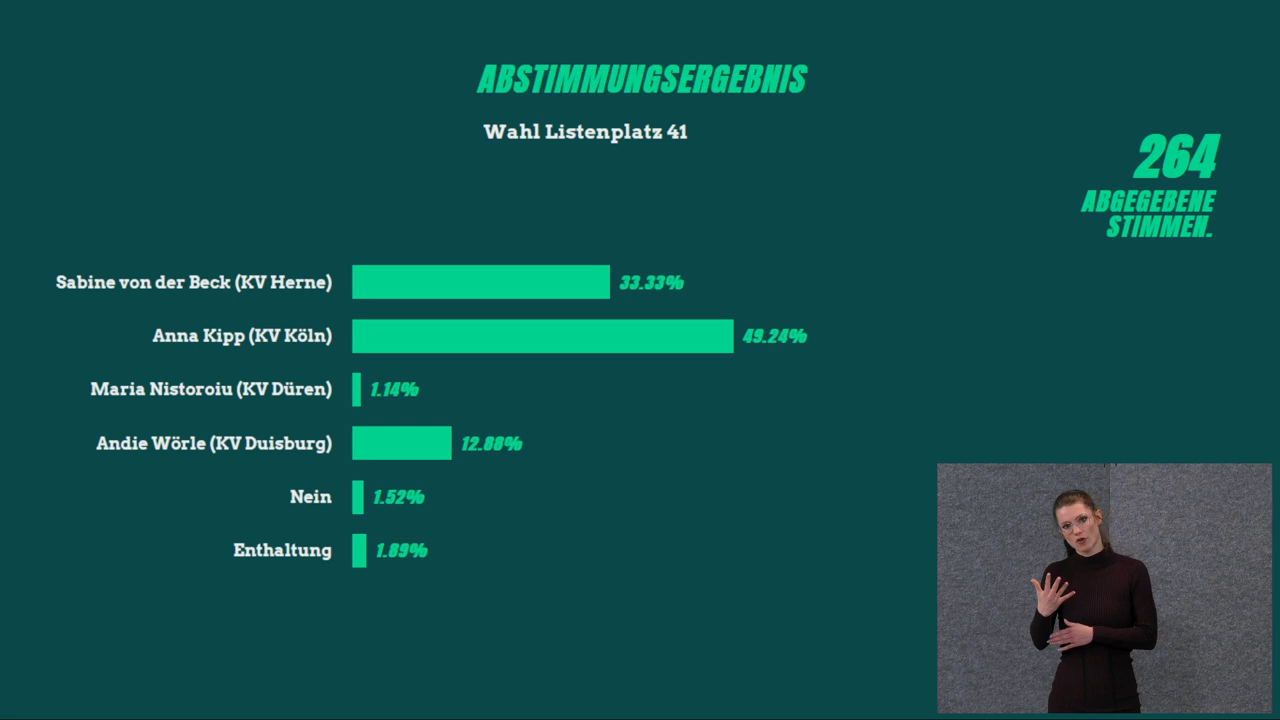 ABSTIMMUNGSERGEBNIS
Wahl Listenplatz 41
264
ABGEGEBENE
STIMMEN.
Sabine von der Beck (KV Herne) 33.33%
Anna Kipp (KV Köln) 49.24%
Maria Nistoroiu (KV Düren) 1.14%
Andie Wörle (KV Duisburg) 12.88%
Nein 1.52%
Enthaltung 1.89%